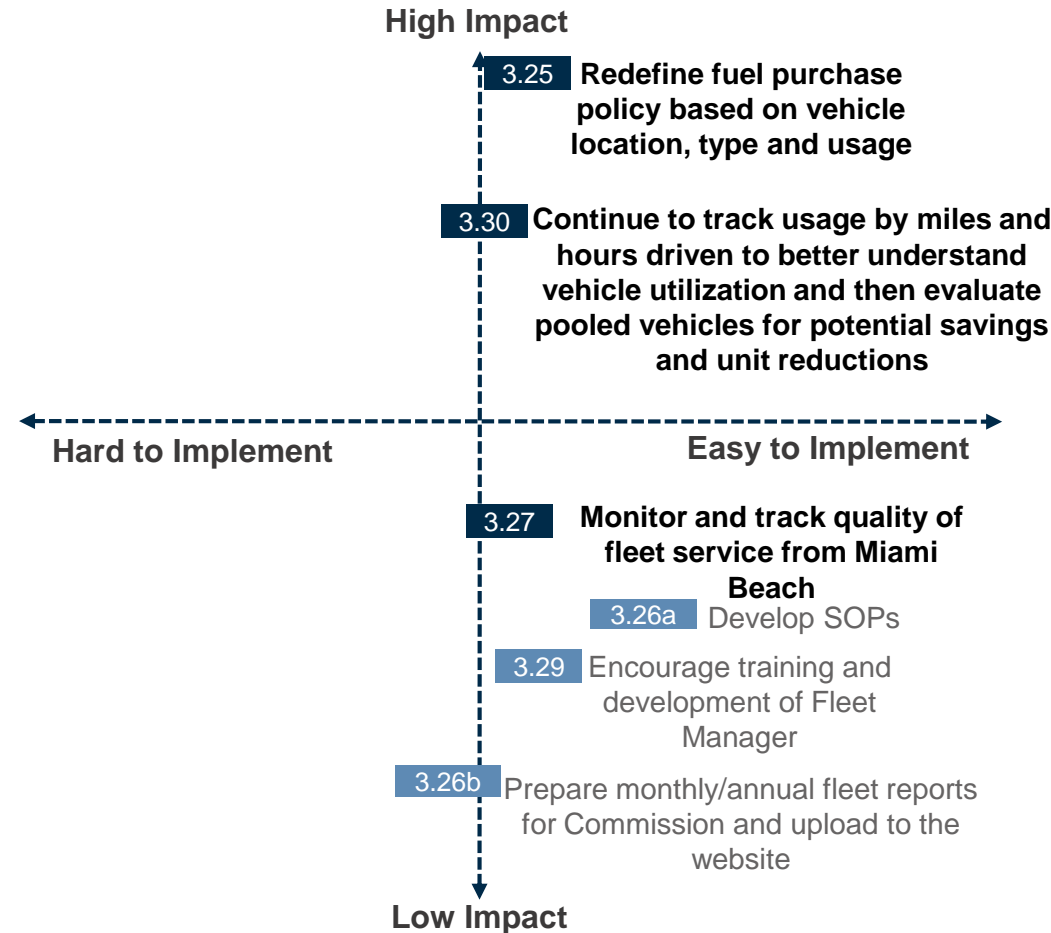 High Impact
3.25 Redefine fuel purchase
policy based on vehicle
location, type and usage
3.30 Continue to track usage by miles and
hours driven to better understand
vehicle utilization and then evaluate
pooled vehicles for potential savings
and unit reductions
Hard to Implement
Easy to Implement
3.27 Monitor and track quality of
fleet service from Miami
Beach
3.26a Develop SOPs
3.29 Encourage training and
development of Fleet
Manager
3.26b Prepare monthly/annual fleet reports
for Commission and upload to the
website
Low Impact